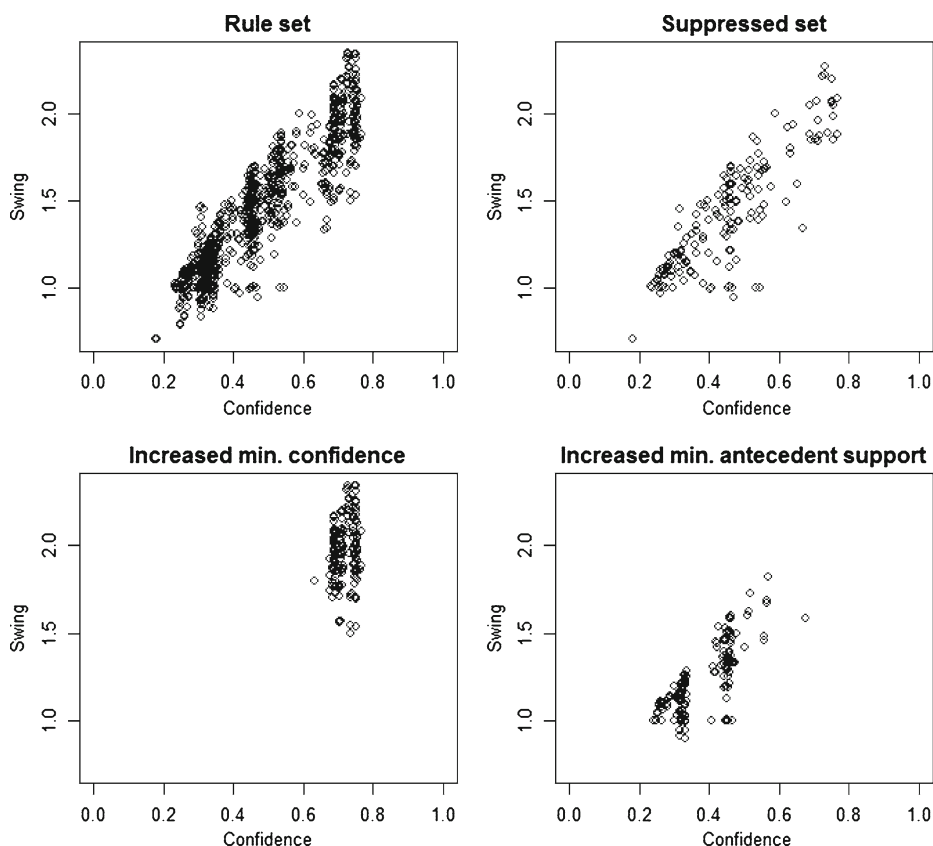 Rule set
Swing
2.0
1.5
1.0
0.0 0.2 0.4 0.6 0.8 1.0
Confidence
Suppressed set
Swing
2.0
1.5
1.0
0.0 0.2 0.4 0.6 0.8 1.0
Confidence
Increased min. confidence
Swing
2.0
1.5
1.0
0.0 0.2 0.4 0.6 0.8 1.0
Confidence
Increased min. antecedent support
Swing
2.0
1.5
1.0
0.0 0.2 0.4 0.6 0.8 1.0
Confidence